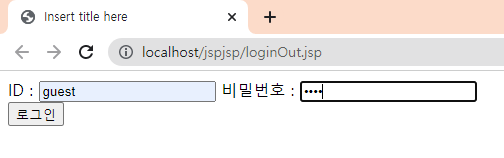 Insert title here
localhost/jspjsp/loginOut.jsp
ID : guest 비밀번호 : ••••
로그인